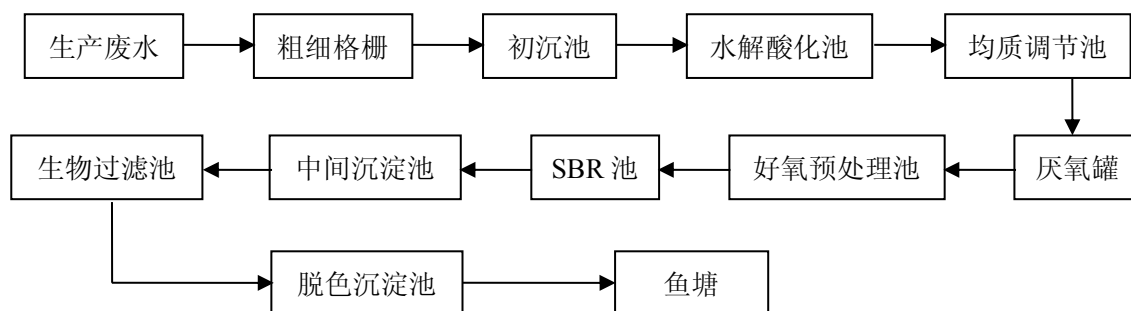 生产废水
粗细格栅
初沉池
水解酸化池
均质调节池
厌氧罐
好氧预处理池
SBR 池
中间沉淀池
生物过滤池
脱色沉淀池
鱼塘